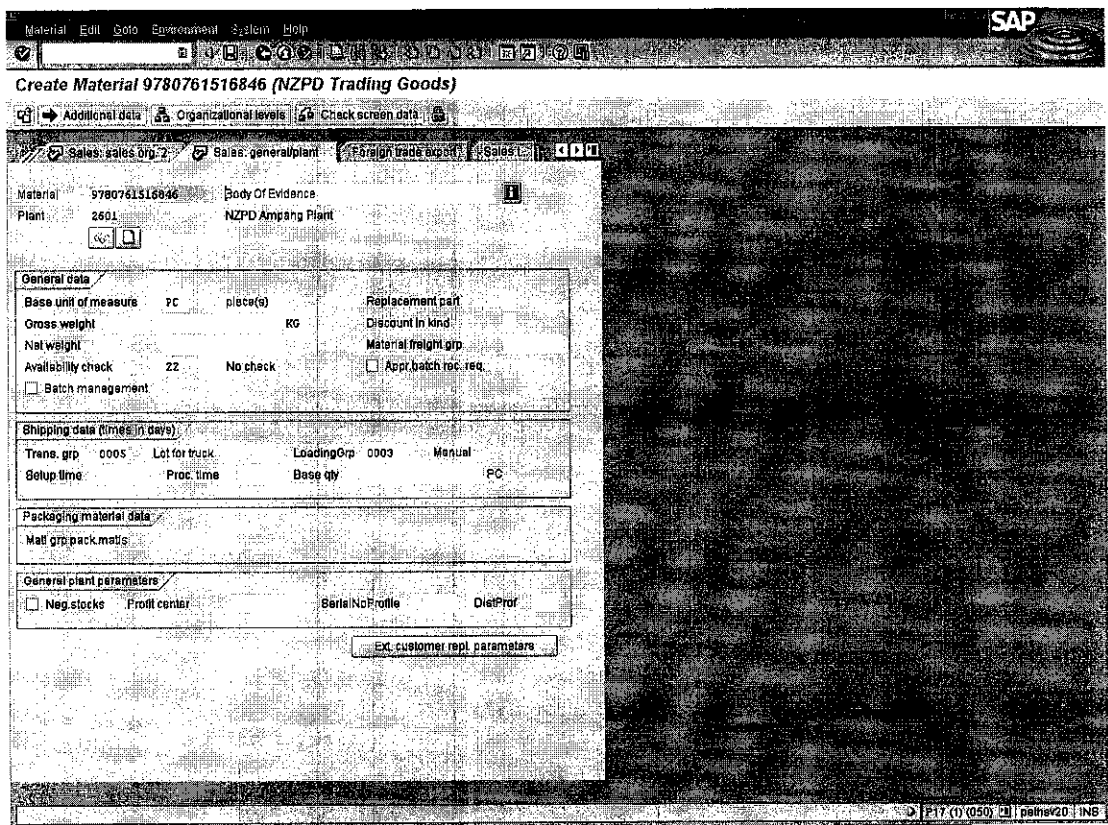 Material Edit Goto Environment System Help
SAP
Create Material 9780761516846 (NZPD Trading Goods)
Additional data Organizational levels Check screen data
Sales: sales org. 2 Sales: general/plant Foreign trade export Sales
Material 9780761516846 Body Of Evidence
Plant 2601 NZPD Ampang Plant
General data
Base unit of measure PC piece(s) Replacement part
Gross weight KG Discount in kind
Net weight Material freight grp
Availability check ZZ No check Appr.batch rec. req.
Batch management
Shipping data (times in days)
Trans. grp 0005 Lot for truck LoadingGrp 0003 Manual
Setup time Proc. time Base qty PC
Packaging material data
Matl grp pack.matls
General plant parameters
Neg.stocks Profit center SerialNoProfile DistProf
Ext. customer repl. parameters
P17 (1) (050) INS